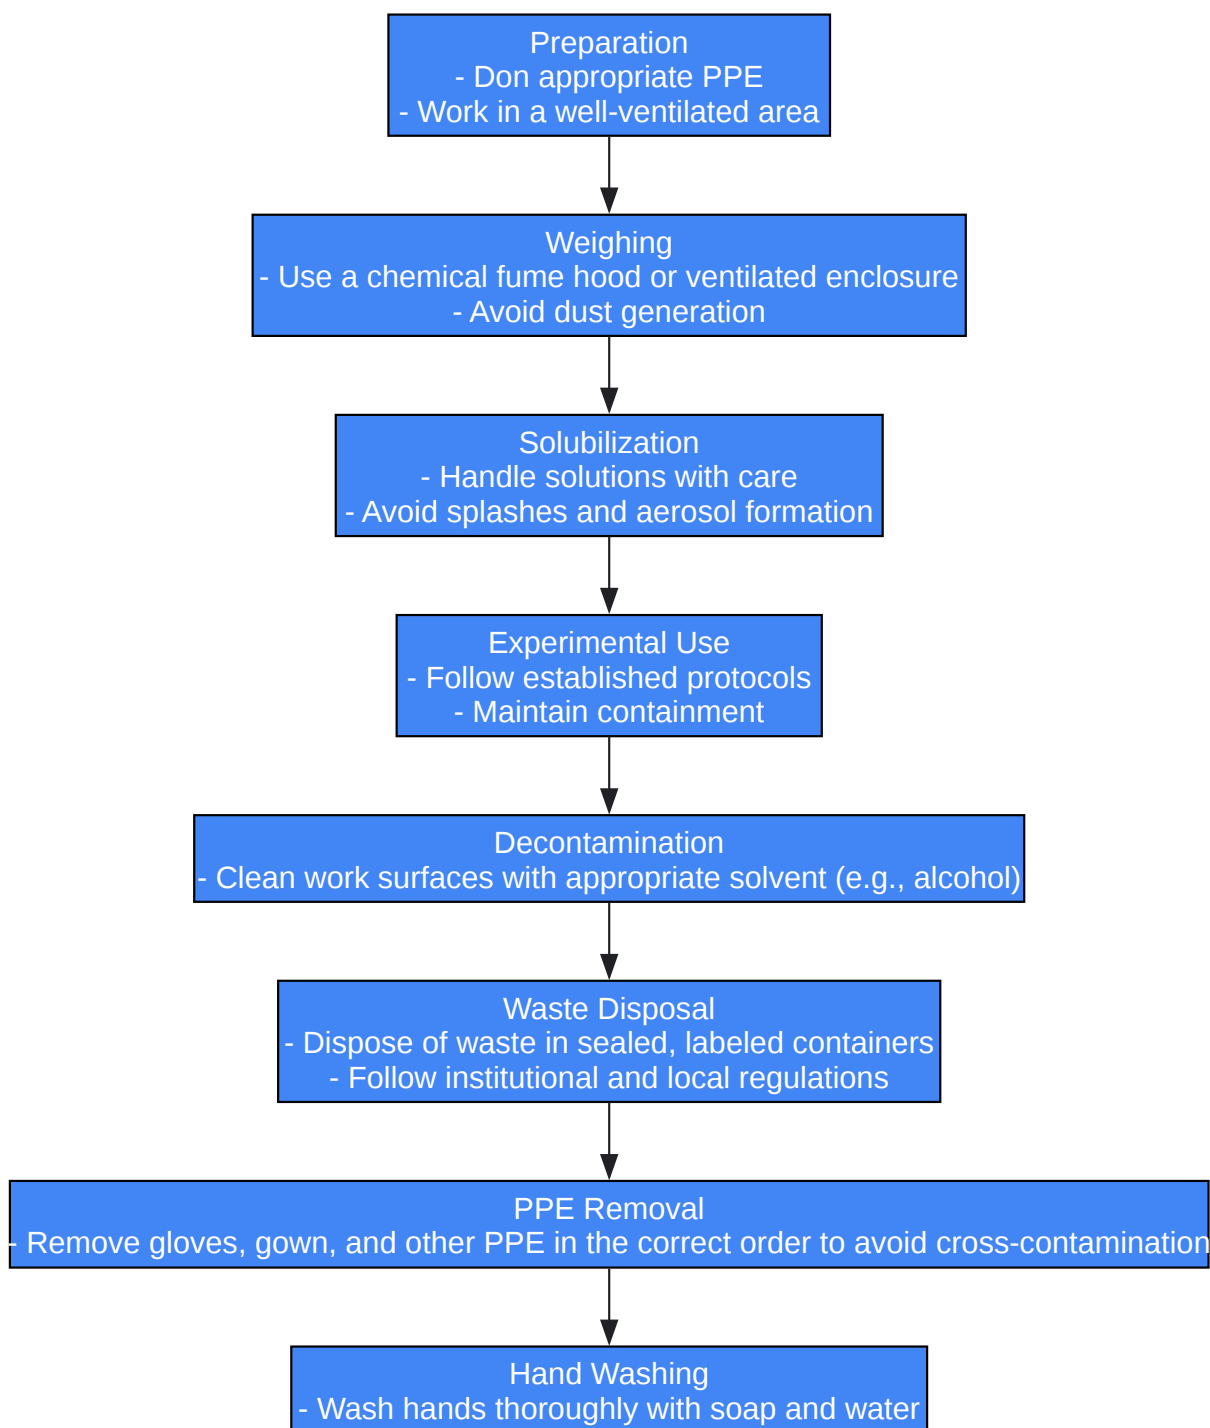 Preparation
- Don appropriate PPE
- Work in a well-ventilated area
Weighing
- Use a chemical fume hood or ventilated enclosure
- Avoid dust generation
Solubilization
- Handle solutions with care
- Avoid splashes and aerosol formation
Experimental Use
- Follow established protocols
- Maintain containment
Decontamination
- Clean work surfaces with appropriate solvent (e.g., alcohol)
Waste Disposal
- Dispose of waste in sealed, labeled containers
- Follow institutional and local regulations
PPE Removal
- Remove gloves, gown, and other PPE in the correct order to avoid cross-contamination
Hand Washing
- Wash hands thoroughly with soap and water